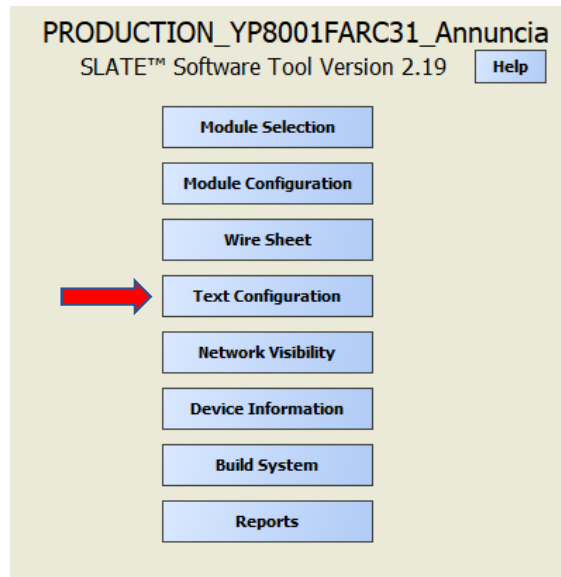 PRODUCTION_YP8001FARC31_Annuncia
SLATE™ Software Tool Version 2.19 Help
Module Selection
Module Configuration
Wire Sheet
Text Configuration
Network Visibility
Device Information
Build System
Reports